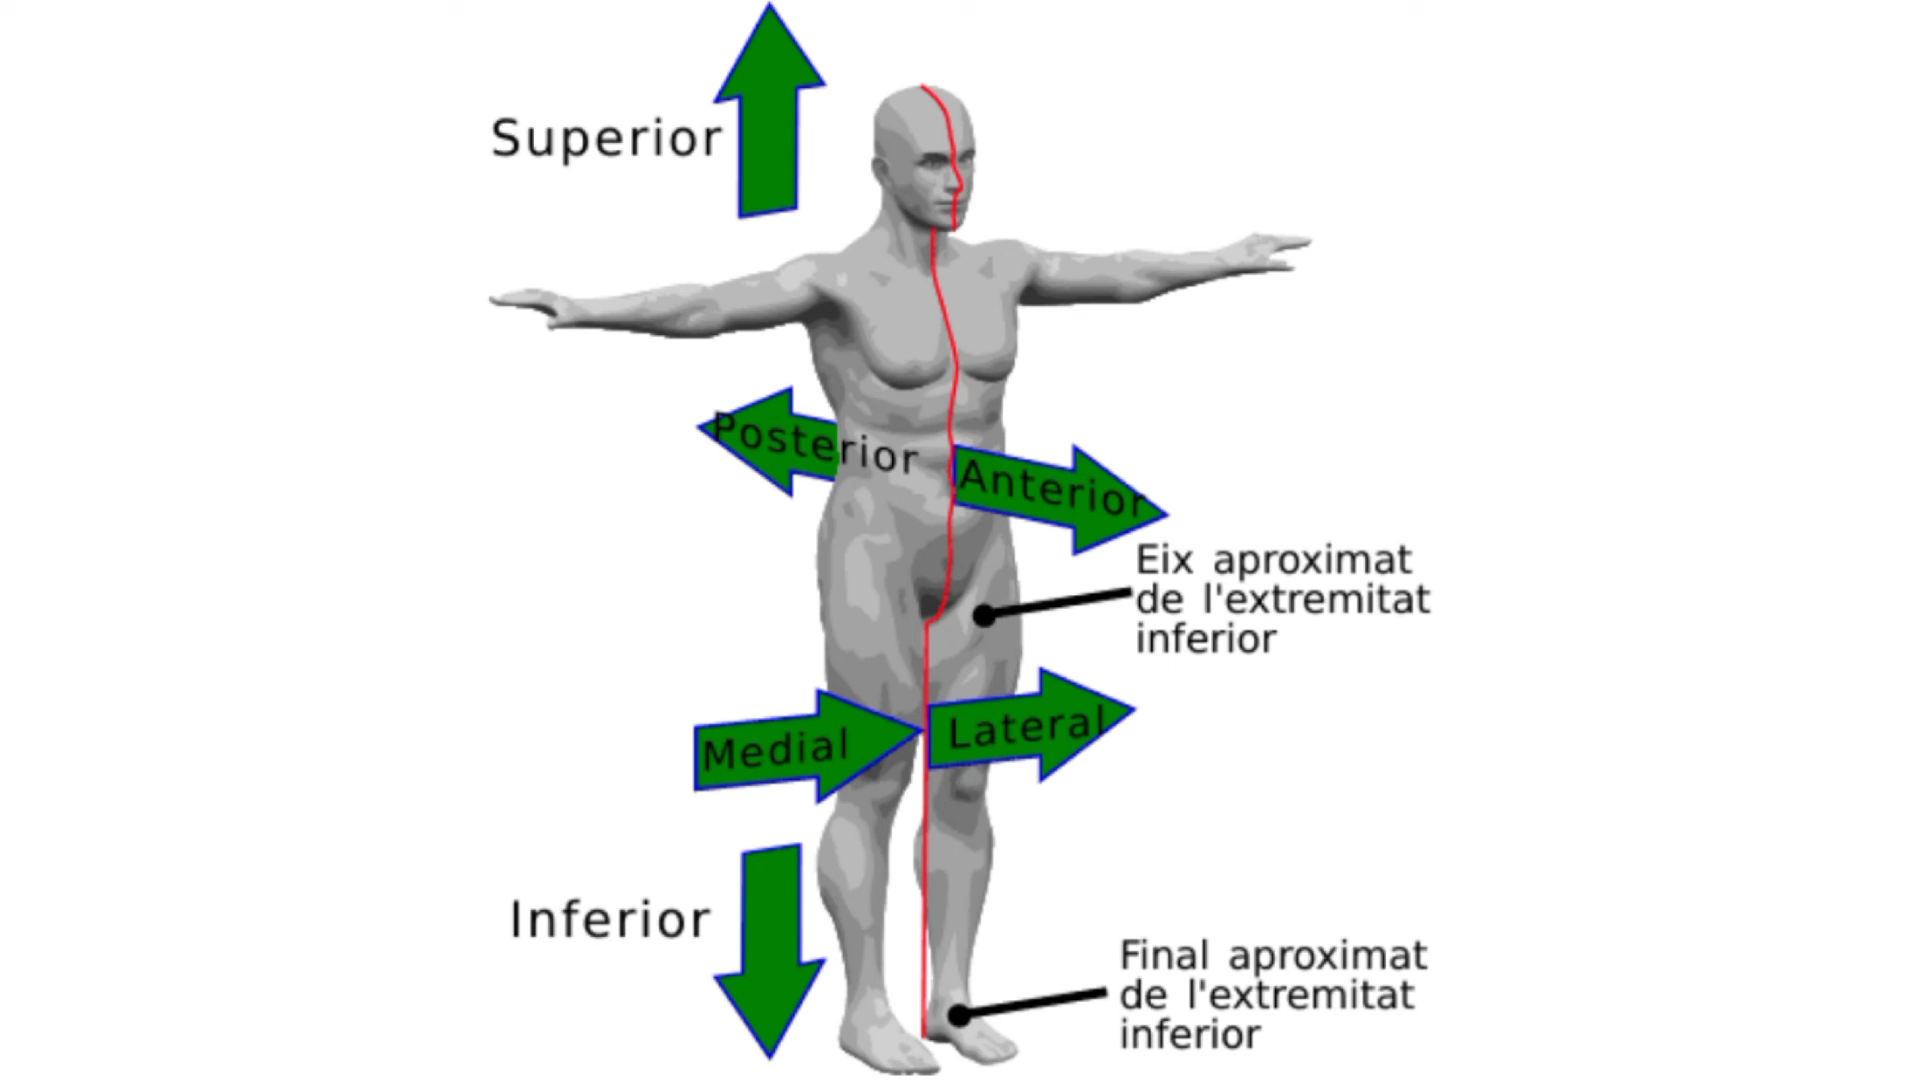 Superior
Posterior
Anterior
Eix aproximat
de l'extremitat
inferior
Medial
Lateral
Inferior
Final aproximat
de l'extremitat
inferior